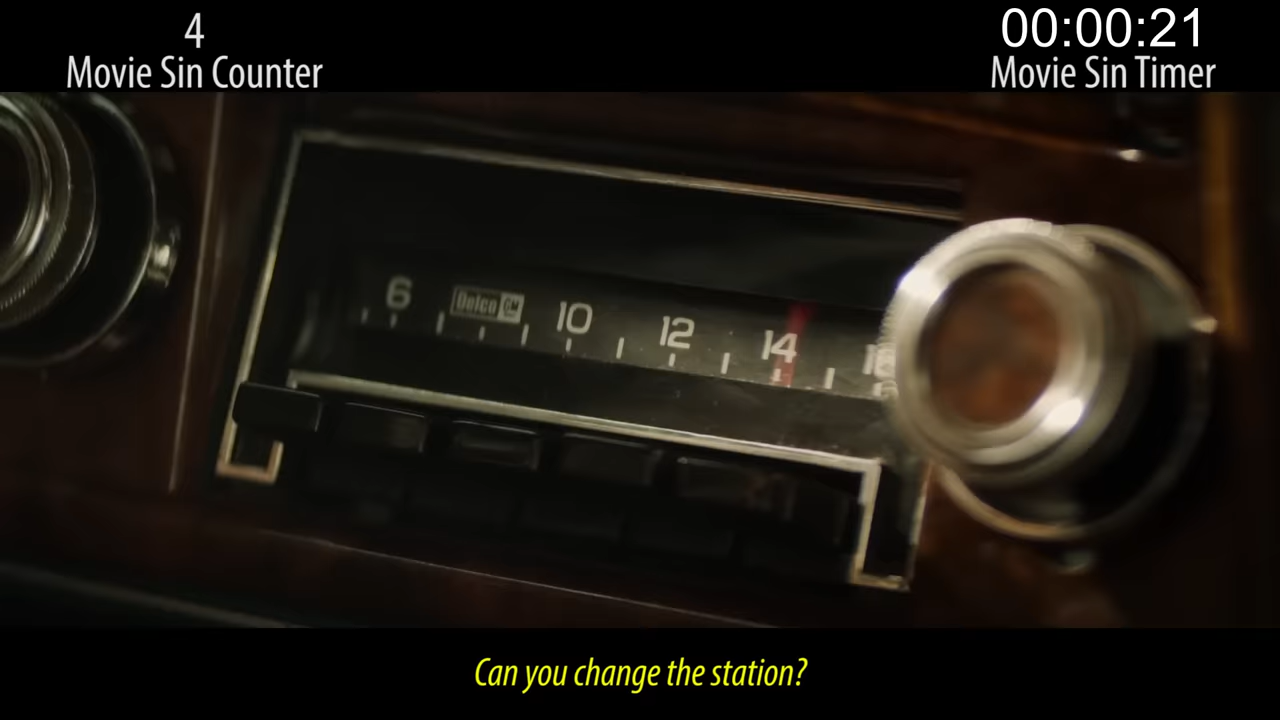 4
Movie Sin Counter
00:00:21
Movie Sin Timer
6
Delco GM
10
12
14
Can you change the station?